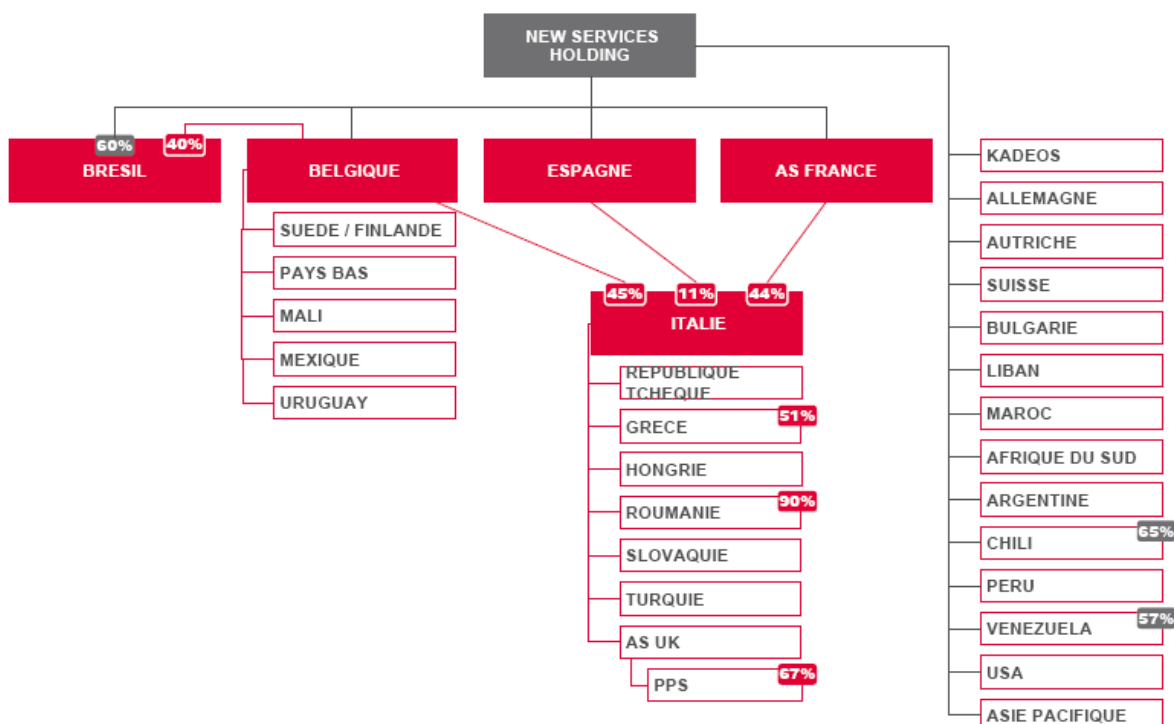 NEW SERVICES
HOLDING
60%
40%
BRESIL
BELGIQUE
ESPAGNE
AS FRANCE
SUEDE / FINLANDE
PAYS BAS
MALI
MEXIQUE
URUGUAY
45%
11%
44%
ITALIE
REPUBLIQUE
TCHEQUE
51%
GRECE
HONGRIE
90%
ROUMANIE
SLOVAQUIE
TURQUIE
AS UK
67%
PPS
KADEOS
ALLEMAGNE
AUTRICHE
SUISSE
BULGARIE
LIBAN
MAROC
AFRIQUE DU SUD
ARGENTINE
65%
CHILI
PERU
57%
VENEZUELA
USA
ASIE PACIFIQUE